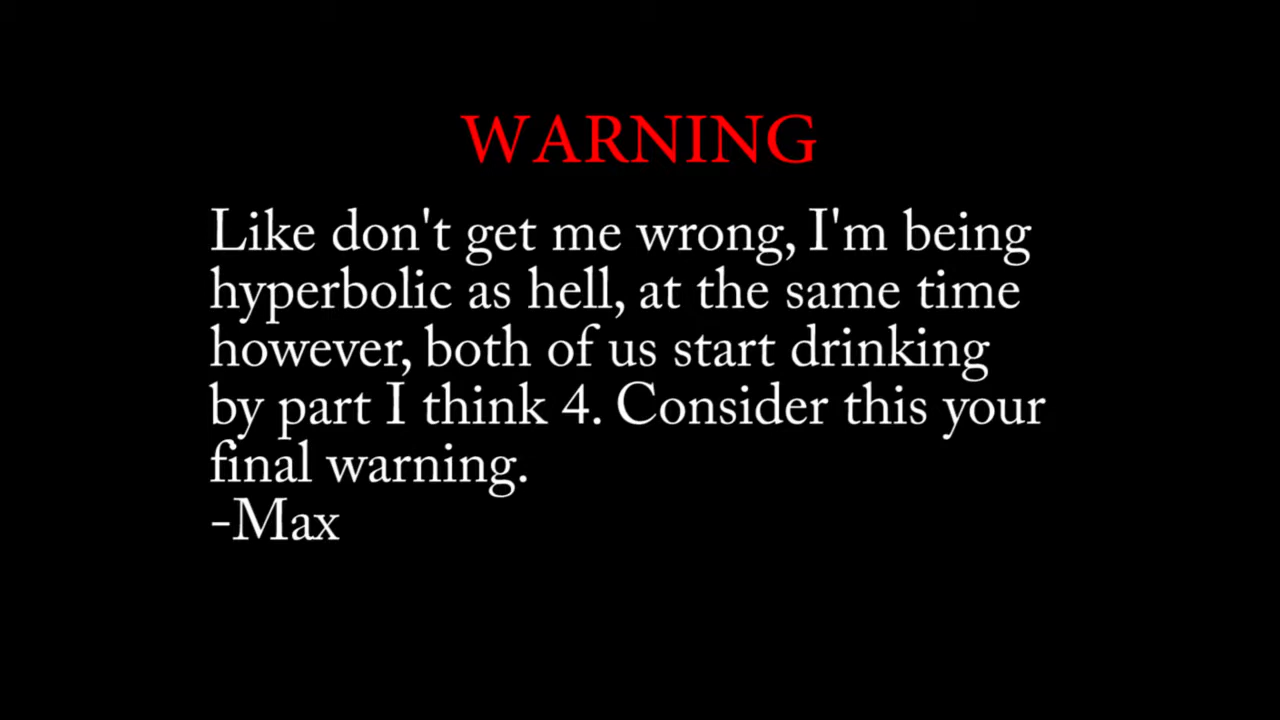 WARNING
Like don't get me wrong, I'm being
hyperbolic as hell, at the same time
however, both of us start drinking
by part I think 4. Consider this your
final warning.
-Max